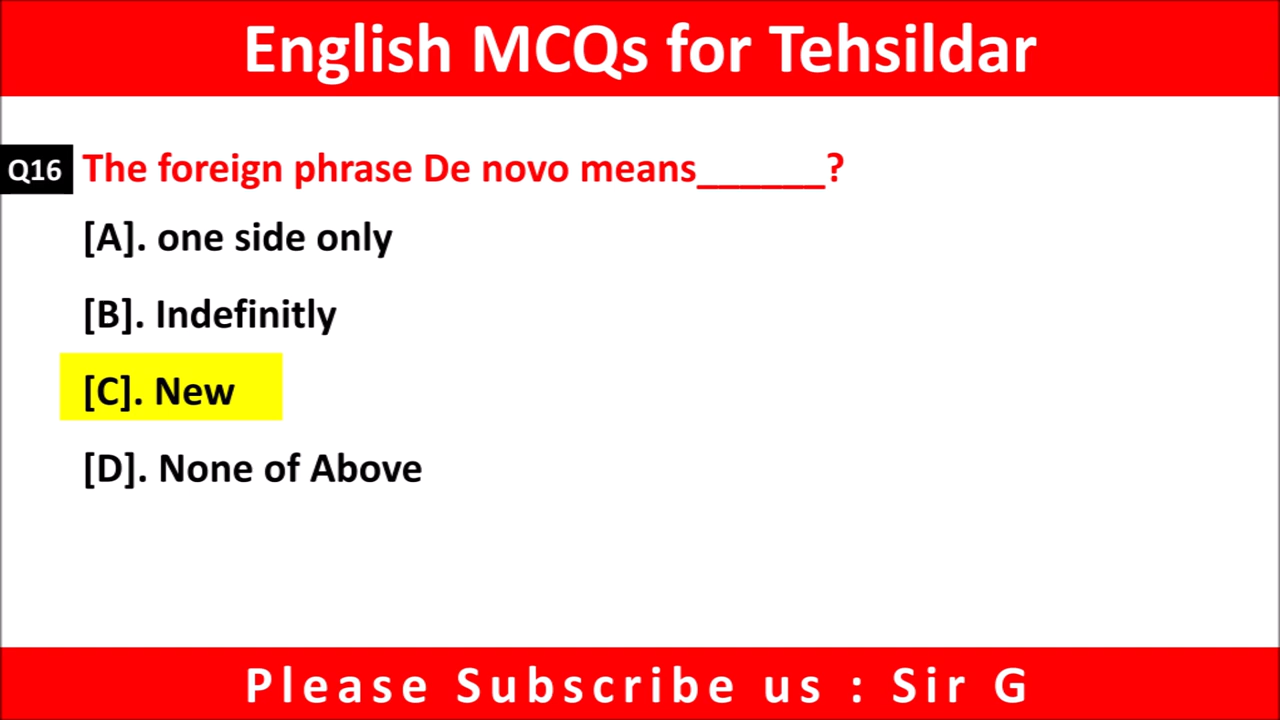 English MCQs for Tehsildar
Q16 The foreign phrase De novo means______?
[A]. one side only
[B]. Indefinitly
[C]. New
[D]. None of Above
Please Subscribe us : Sir G